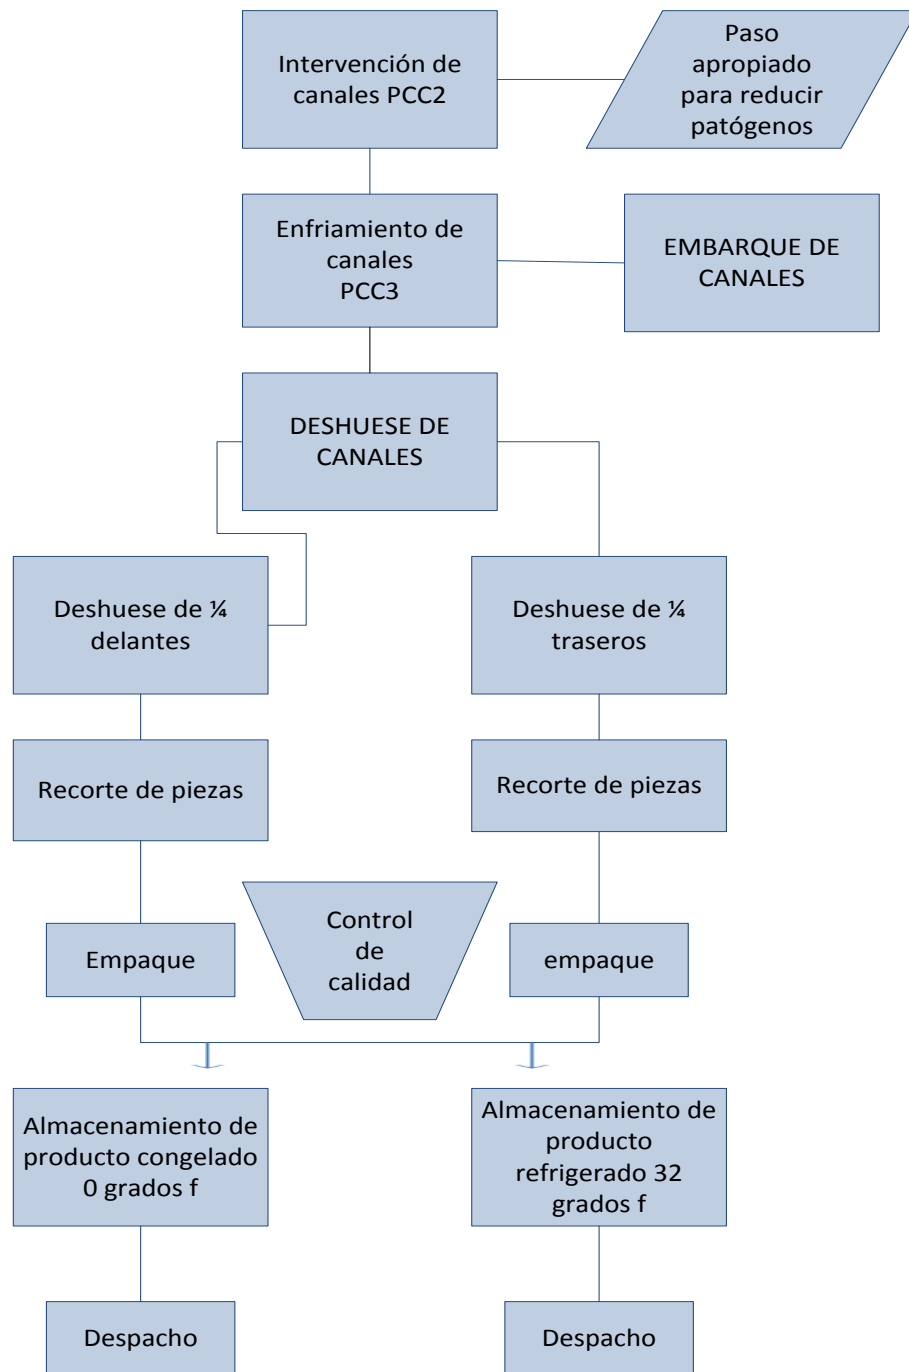 Intervención de
canales PCC2
Paso
apropiado
para reducir
patógenos
Enfriamiento de
canales
PCC3
EMBARQUE DE
CANALES
DESHUESE DE
CANALES
Deshuese de ¼
delantes
Deshuese de ¼
traseros
Recorte de piezas
Recorte de piezas
Empaque
Control
de
calidad
empaque
Almacenamiento de
producto congelado
0 grados f
Almacenamiento de
producto
refrigerado 32
grados f
Despacho
Despacho